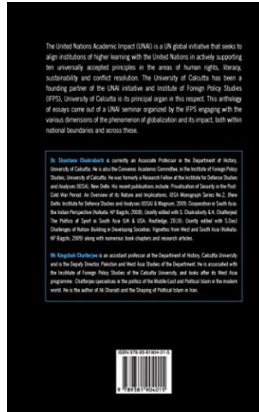 The United Nations Academic Impact (UNAI) is a UN global initiative that seeks to
align institutions of higher learning with the United Nations in actively supporting
ten universally accepted principles in the areas of human rights, literacy,
sustainability and conflict resolution. The University of Calcutta has been a
founding partner of the UNAI initiative and Institute of Foreign Policy Studies
(IFPS), University of Calcutta is its principal organ in this respect. This anthology
of essays came out of a UNAI seminar organized by the IFPS engaging with the
various dimensions of the phenomenon of globalization and its impact, both within
national boundaries and across these.
Dr. Shantanu Chakrabarti is currently an Associate Professor in the Department of History,
University of Calcutta. He is also the Convenor, Academic Committee, in the Institute of Foreign Policy
Studies, University of Calcutta. He was formerly a Research Fellow at the Institute for Defence Studies
and Analyses (IDSA), New Delhi. His recent publications include: Privatisation of Security in the Post-
Cold War Period: An Overview of its Nature and Implications, IDSA Monograph Series No.2, (New
Delhi: Institute for Defence Studies and Analyses (IDSA) & Magnum, 2009; Cooperation in South Asia:
the Indian Perspective (Kolkata: KP Bagchi, 2008), (Jointly edited with S. Chakrabarti & K. Chatterjee)
The Politics of Sport in South Asia (UK & USA: Routledge, 2010), (Jointly edited with S.Das)
Challenges of Nation Building in Developing Societies: Vignettes from West and South Asia (Kolkata:
KP Bagchi, 2009) along with numerous book chapters and research articles.
Mr Kingshuk Chatterjee is an assistant professor at the Department of History, Calcutta University
and is the Deputy Director, Pakistan and West Asia Studies of the Department. He is associated with
the Institute of Foreign Policy Studies of the Calcutta University, and looks after its West Asia
programme. Chatterjee specialises in the politics of the Middle East and Political Islam in the modern
world. He is the author of Ali Shariati and the Shaping of Political Islam in Iran.